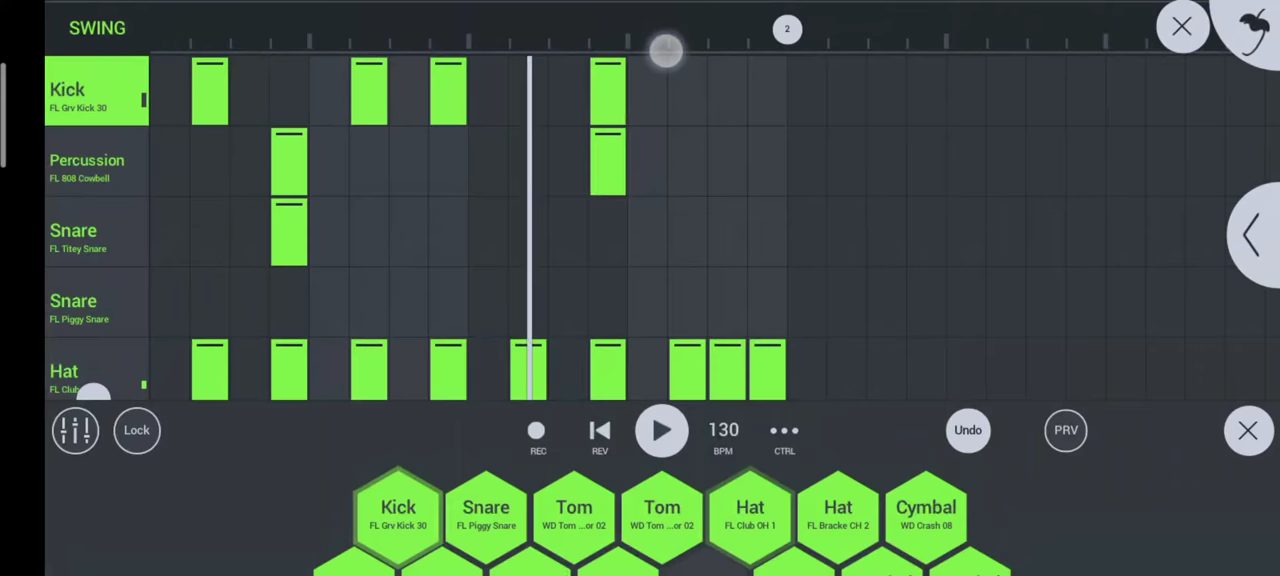 SWING
2
Kick
FL Grv Kick 30
Percussion
FL 808 Cowbell
Snare
FL Titey Snare
Snare
FL Piggy Snare
Hat
FL Club
Lock
REC
REV
130
BPM
CTRL
Undo
PRV
Kick
FL Grv Kick 30
Snare
FL Piggy Snare
Tom
WD Tom ...or 02
Tom
WD Tom ...or 02
Hat
FL Club OH 1
Hat
FL Bracke CH 2
Cymbal
WD Crash 08